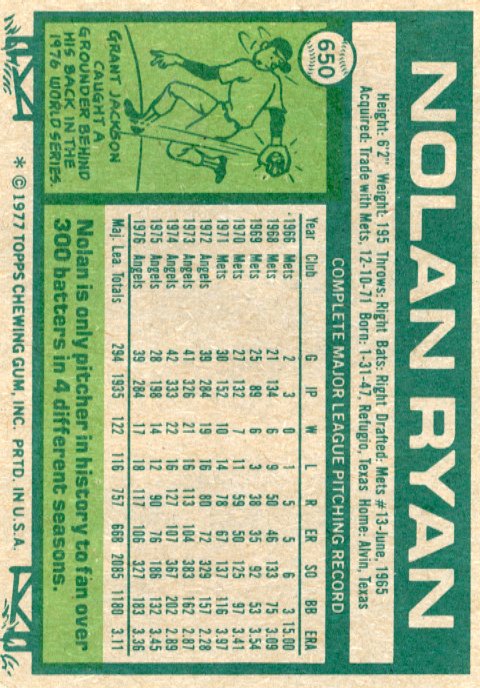 650
NOLAN RYAN
Height: 6'2" Weight: 195 Throws: Right Bats: Right Drafted: Mets #13-June, 1965
Acquired: Trade with Mets, 12-10-71 Born: 1-31-47, Refugio, Texas Home: Alvin, Texas
COMPLETE MAJOR LEAGUE PITCHING RECORD
Year Club G IP W L R ER SO BB ERA
1966 Mets 2 3 0 1 5 5 6 3 15.00
1968 Mets 21 134 6 9 50 46 133 75 3.09
1969 Mets 25 89 6 3 38 35 92 53 3.54
1970 Mets 27 132 7 11 59 50 125 97 3.41
1971 Mets 30 152 10 14 78 67 137 116 3.97
1972 Angels 39 284 19 16 80 72 329 157 2.28
1973 Angels 41 326 21 16 113 104 383 162 2.87
1974 Angels 42 333 22 16 127 107 367 202 2.89
1975 Angels 28 198 14 12 90 76 186 132 3.45
1976 Angels 39 284 17 18 117 106 327 183 3.36
Maj. Lea. Totals 294 1935 122 116 757 668 2085 1180 3.11
GRANT JACKSON
CAUGHT A
GROUNDER BEHIND
HIS BACK IN THE
1976 WORLD SERIES.
Nolan is only pitcher in history to fan over
300 batters in 4 different seasons.
* © 1977 TOPPS CHEWING GUM, INC. PRTD. IN U.S.A.